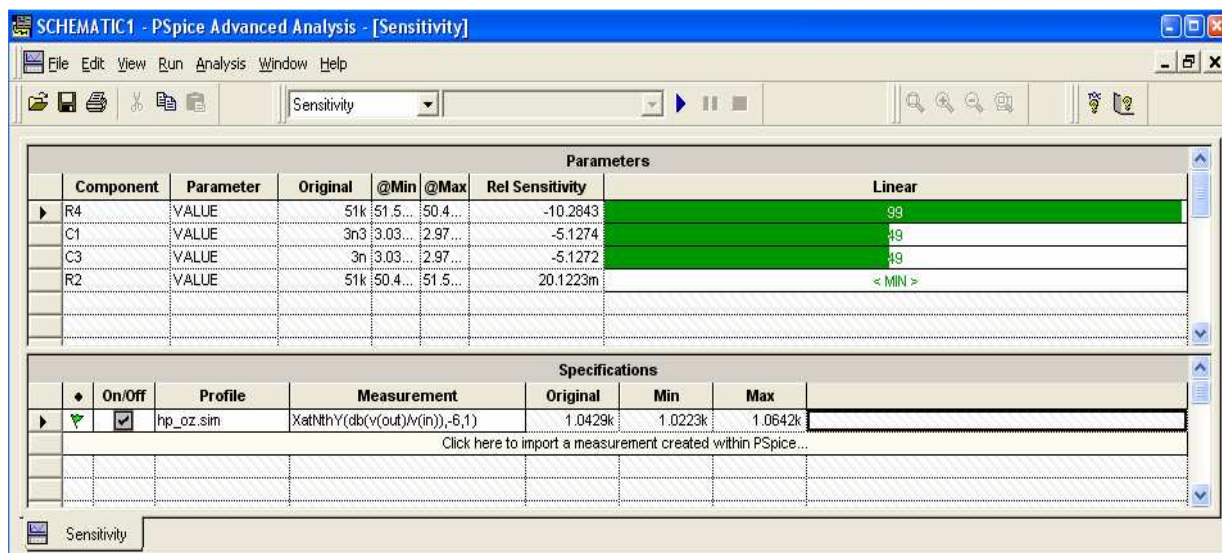 SCHEMATIC1 - PSpice Advanced Analysis - [Sensitivity]
File Edit View Run Analysis Window Help
Sensitivity
Parameters
Component Parameter Original @Min @Max Rel Sensitivity Linear
R4 VALUE 51k 51.5... 50.4... -10.2843 99
C1 VALUE 3n3 3.03... 2.97... -5.1274 49
C3 VALUE 3n 3.03... 2.97... -5.1272 49
R2 VALUE 51k 50.4... 51.5... 20.1223m < MIN >
Specifications
On/Off Profile Measurement Original Min Max
hp_oz.sim XatNthY(db(v(out)/v(in)),-6,1) 1.0429k 1.0223k 1.0642k
Click here to import a measurement created within PSpice...
Sensitivity